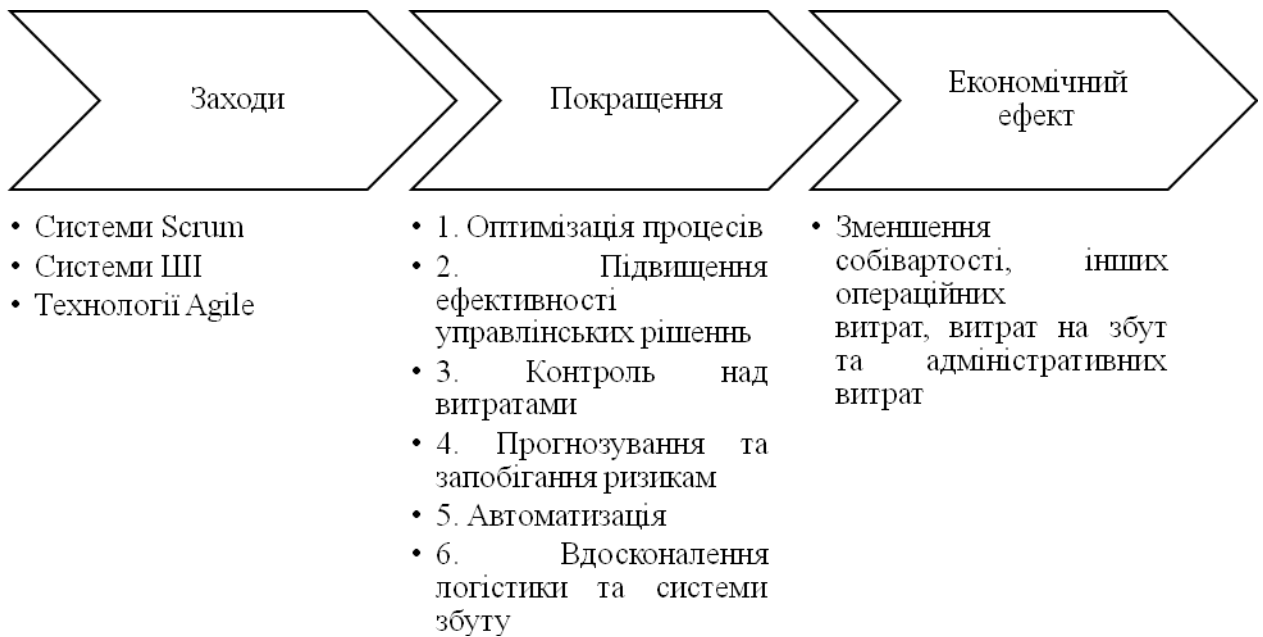 Заходи
Покращення
Економічний
ефект
• Системи Scrum
• Системи ШІ
• Технології Agile
• 1. Оптимізація процесів
• 2. Підвищення
ефективності
управлінських рішеннь
• 3. Контроль над
витратами
• 4. Прогнозування та
запобігання ризикам
• 5. Автоматизація
• 6. Вдосконалення
логістики та системи
збуту
• Зменшення
собівартості, інших
операційних
витрат, витрат на збут
та адміністративних
витрат